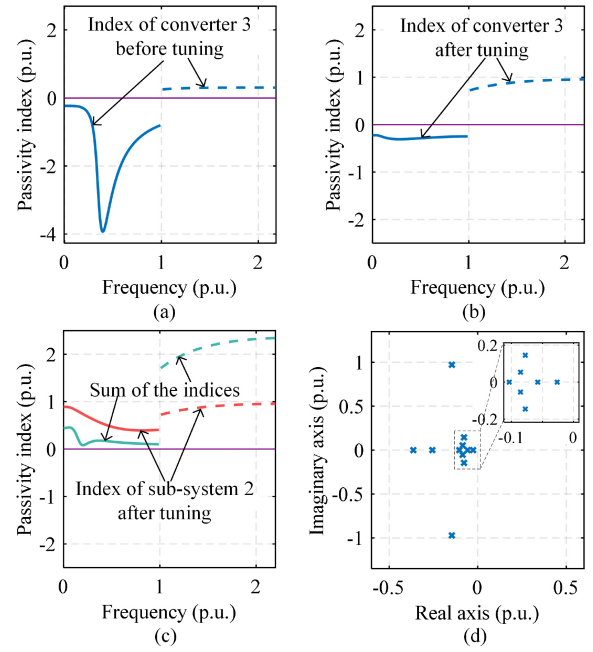 Index of converter 3
before tuning
Passivity index (p.u.)
2
0
-2
-4
0
1
2
Frequency (p.u.)
(a)
Index of converter 3
after tuning
Passivity index (p.u.)
2
1
0
-1
-2
0
1
2
Frequency (p.u.)
(b)
Sum of the indices
Index of sub-system 2
after tuning
Passivity index (p.u.)
2
1
0
1
-2
0
1
2
Frequency (p.u.)
(c)
0.2
0
-0.2
-0.1
0
Imaginary axis (p.u.)
1
0.5
0
-0.5
-1
-0.5
0
0.5
Real axis (p.u.)
(d)